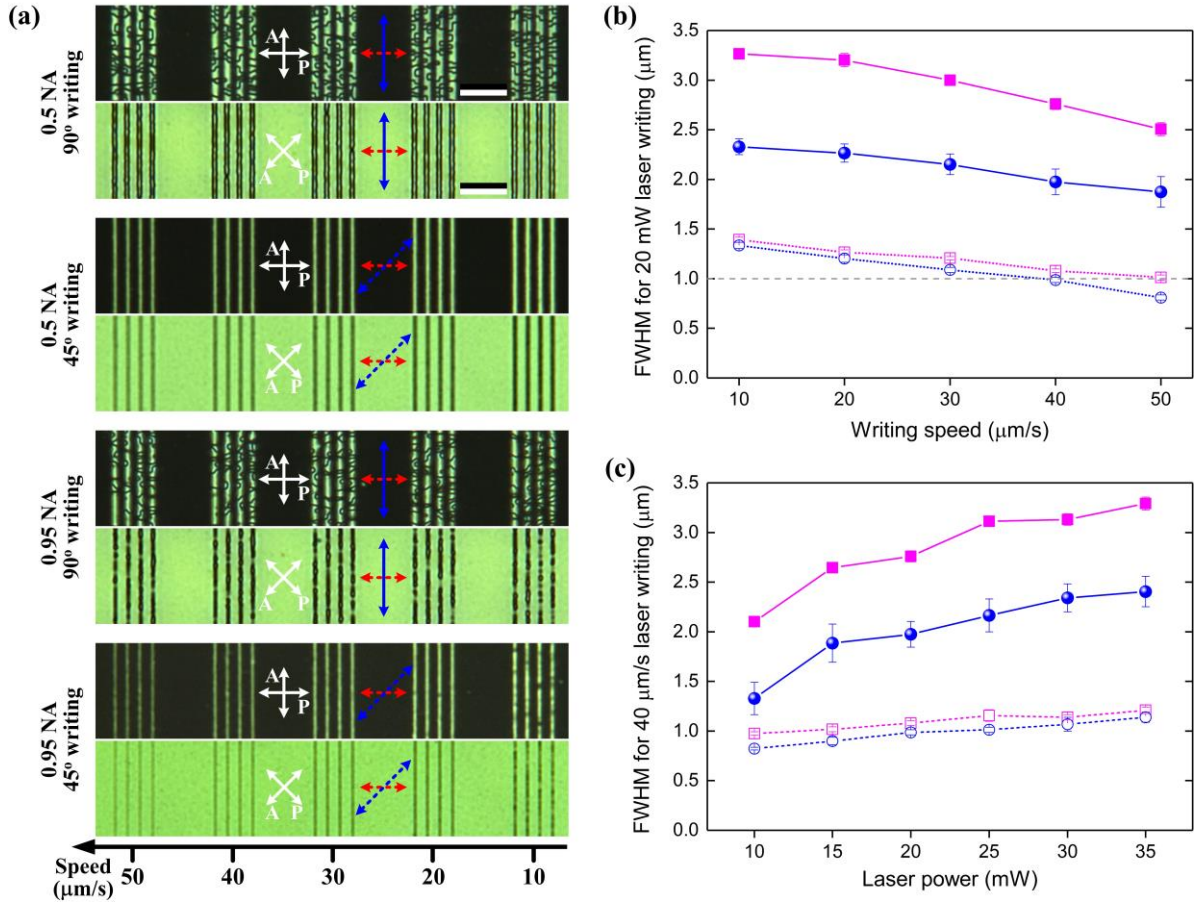 (a)
0.5 NA
90° writing
A
P
A P
0.5 NA
45° writing
A
P
A P
0.95 NA
90° writing
A
P
A P
0.95 NA
45° writing
A
P
A P
Speed
(μm/s)
50 40 30 20 10
(b)
FWHM for 20 mW laser writing (μm)
3.5
3.0
2.5
2.0
1.5
1.0
0.5
0.0
10 20 30 40 50
Writing speed (μm/s)
(c)
FWHM for 40 μm/s laser writing (μm)
3.5
3.0
2.5
2.0
1.5
1.0
0.5
0.0
10 15 20 25 30 35
Laser power (mW)